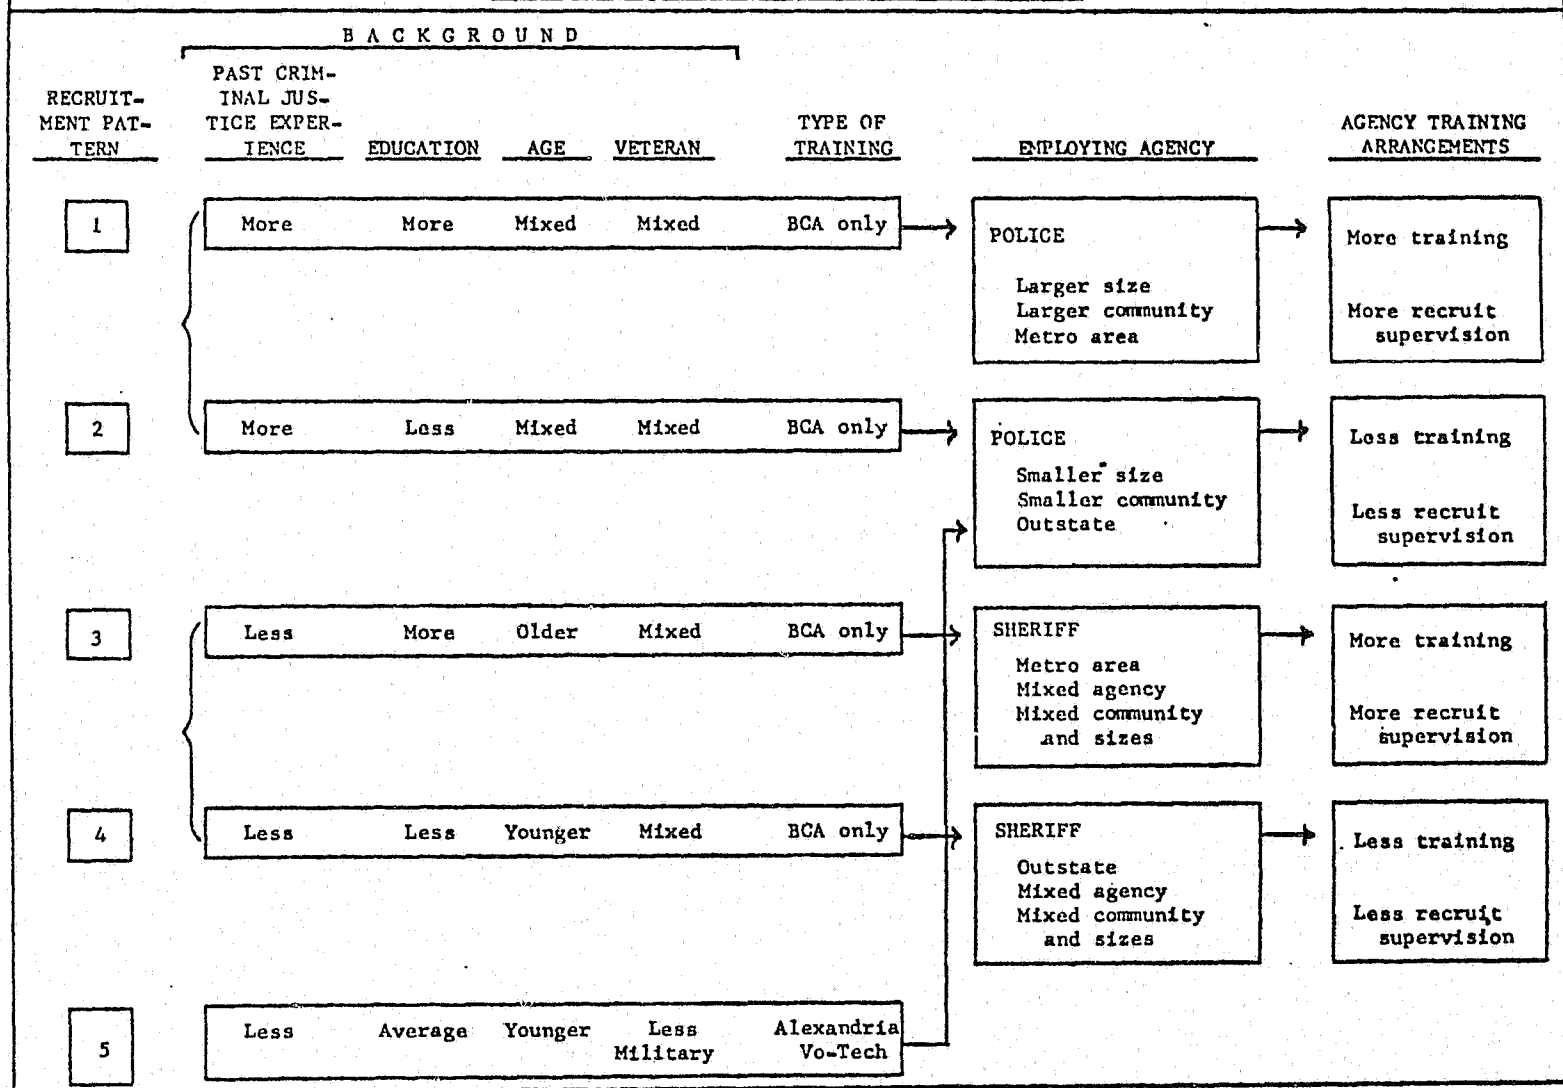 B A C K G R O U N D
RECRUIT-
MENT PAT-
TERN
PAST CRIM-
INAL JUS-
TICE EXPER-
IENCE
EDUCATION
AGE
VETERAN
TYPE OF
TRAINING
EMPLOYING AGENCY
AGENCY TRAINING
ARRANGEMENTS
1
More More Mixed Mixed BCA only
POLICE
Larger size
Larger community
Metro area
More training
More recruit
supervision
2
More Less Mixed Mixed BCA only
POLICE
Smaller size
Smaller community
Outstate
Less training
Less recruit
supervision
3
Less More Older Mixed BCA only
SHERIFF
Metro area
Mixed agency
Mixed community
and sizes
More training
More recruit
supervision
4
Less Less Younger Mixed BCA only
SHERIFF
Outstate
Mixed agency
Mixed community
and sizes
Less training
Less recruit
supervision
5
Less Average Younger Less Alexandria
Military Vo-Tech